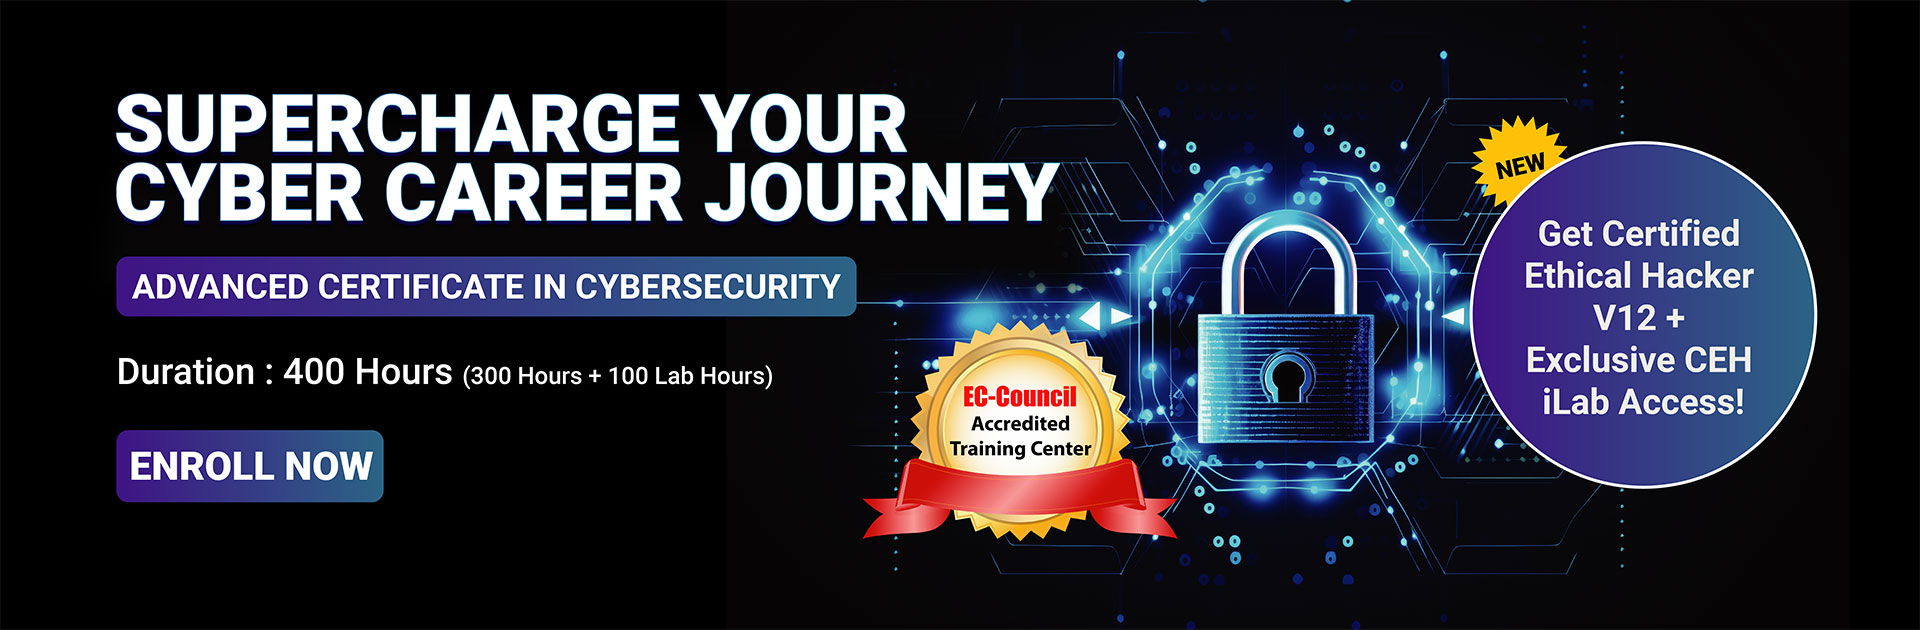 SUPERCHARGE YOUR
CYBER CAREER JOURNEY
ADVANCED CERTIFICATE IN CYBERSECURITY
Duration : 400 Hours (300 Hours + 100 Lab Hours)
ENROLL NOW
EC-Council
Accredited
Training Center
NEW
Get Certified
Ethical Hacker
V12 +
Exclusive CEH
iLab Access!